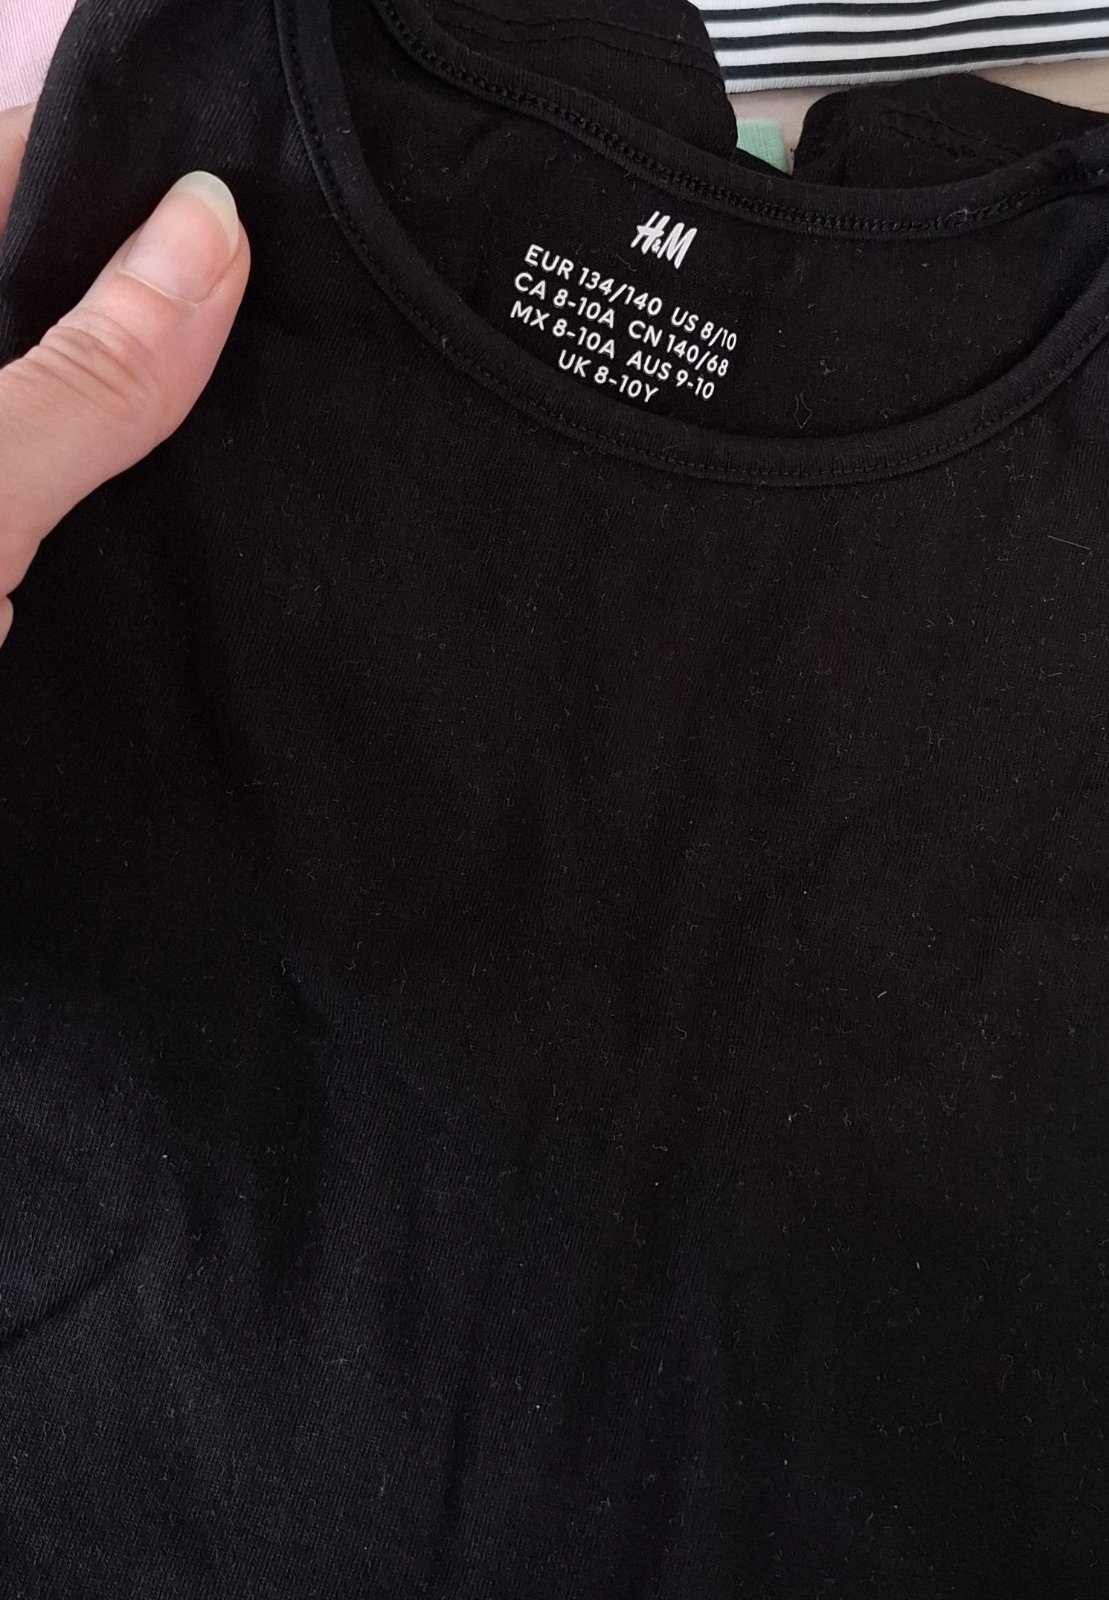 H&M
EUR 134/140 US 8/10
CA 8-10A CN 140/68
MX 8-10A AUS 9-10
UK 8-10Y